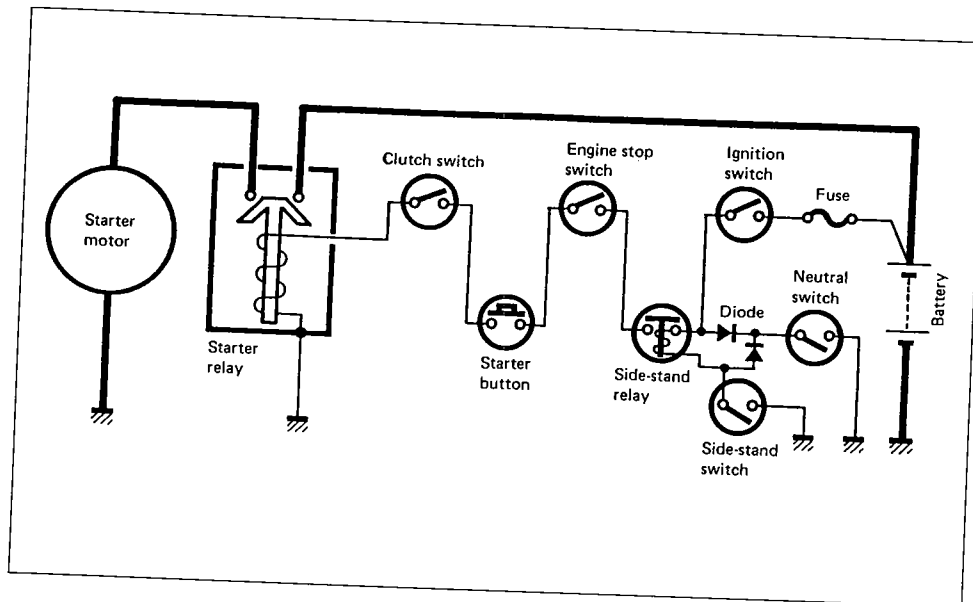 Clutch switch
Engine stop
switch
Ignition
switch
Fuse
Starter
motor
Neutral
switch
Battery
Diode
Starter
relay
Starter
button
Side-stand
relay
Side-stand
switch